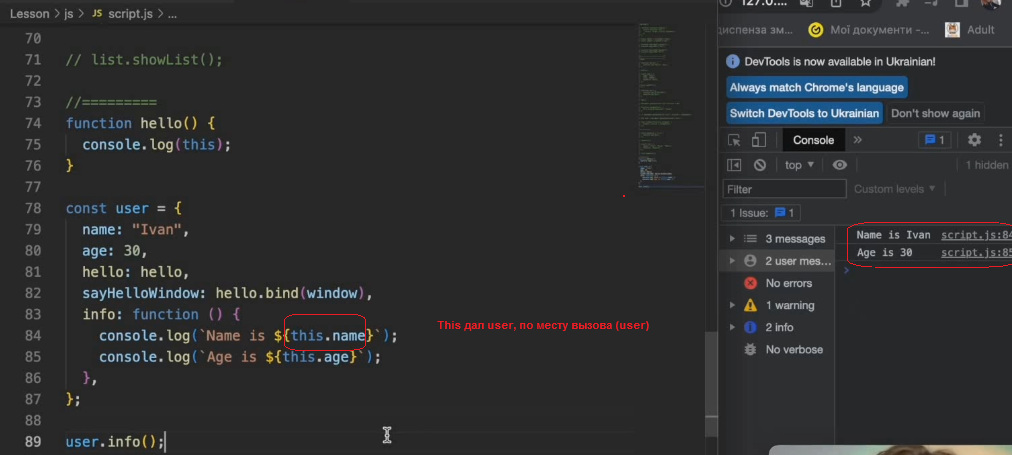 Lesson > js > JS script.js > ...
70
71 // list.showList();
72
73 //=========
74 function hello() {
75 console.log(this);
76 }
77
78 const user = {
79 name: "Ivan",
80 age: 30,
81 hello: hello,
82 sayHelloWindow: hello.bind(window),
83 info: function () {
84 console.log(`Name is ${this.name}`);
85 console.log(`Age is ${this.age}`);
86 },
87 };
88
89 user.info();
This дал user, по месту вызова (user)
127.0....
диспенза зм...
Мої документи -...
Adult
DevTools is now available in Ukrainian!
Always match Chrome's language
Switch DevTools to Ukrainian Don't show again
Console » 1
top ▼ 1 hidden
Filter Custom levels ▼
1 Issue: 1
3 messages
2 user mes...
No errors
1 warning
2 info
No verbose
Name is Ivan script.js:84
Age is 30 script.js:85